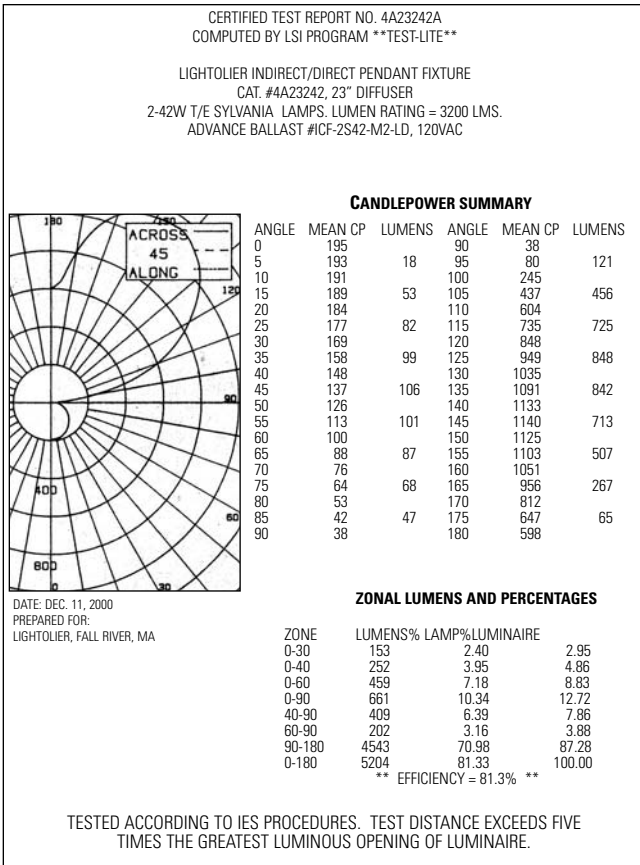 CERTIFIED TEST REPORT NO. 4A23242A
COMPUTED BY LSI PROGRAM **TEST-LITE**
LIGHTOLIER INDIRECT/DIRECT PENDANT FIXTURE
CAT. #4A23242, 23" DIFFUSER
2-42W T/E SYLVANIA LAMPS. LUMEN RATING = 3200 LMS.
ADVANCE BALLAST #ICF-2S42-M2-LD, 120VAC
180 150
ACROSS
45
ALONG
120
90
400
60
800
0 30
DATE: DEC. 11, 2000
PREPARED FOR:
LIGHTOLIER, FALL RIVER, MA
CANDLEPOWER SUMMARY
ANGLE MEAN CP LUMENS ANGLE MEAN CP LUMENS
0 195 90 38
5 193 18 95 80 121
10 191 100 245
15 189 53 105 437 456
20 184 110 604
25 177 82 115 735 725
30 169 120 848
35 158 99 125 949 848
40 148 130 1035
45 137 106 135 1091 842
50 126 140 1133
55 113 101 145 1140 713
60 100 150 1125
65 88 87 155 1103 507
70 76 160 1051
75 64 68 165 956 267
80 53 170 812
85 42 47 175 647 65
90 38 180 598
ZONAL LUMENS AND PERCENTAGES
ZONE LUMENS% LAMP%LUMINAIRE
0-30 153 2.40 2.95
0-40 252 3.95 4.86
0-60 459 7.18 8.83
0-90 661 10.34 12.72
40-90 409 6.39 7.86
60-90 202 3.16 3.88
90-180 4543 70.98 87.28
0-180 5204 81.33 100.00
** EFFICIENCY = 81.3% **
TESTED ACCORDING TO IES PROCEDURES. TEST DISTANCE EXCEEDS FIVE
TIMES THE GREATEST LUMINOUS OPENING OF LUMINAIRE.